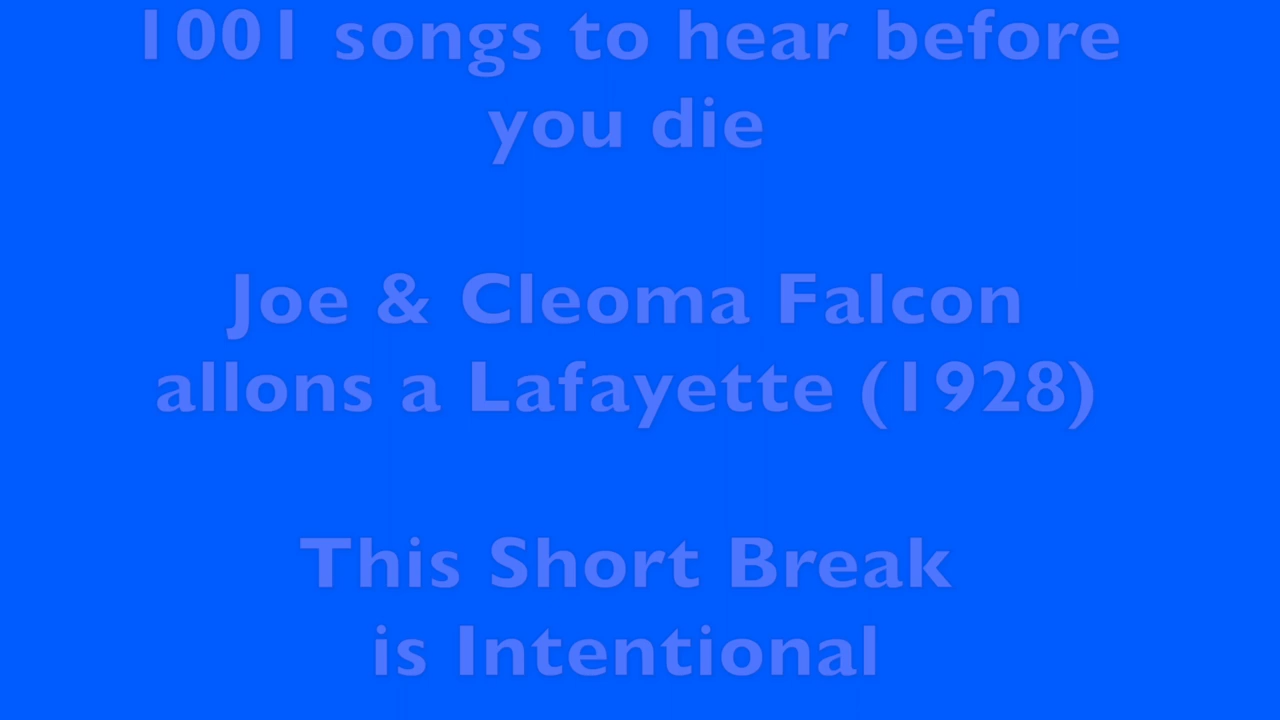 1001 songs to hear before
you die
Joe & Cleoma Falcon
allons a Lafayette (1928)
This Short Break
is Intentional